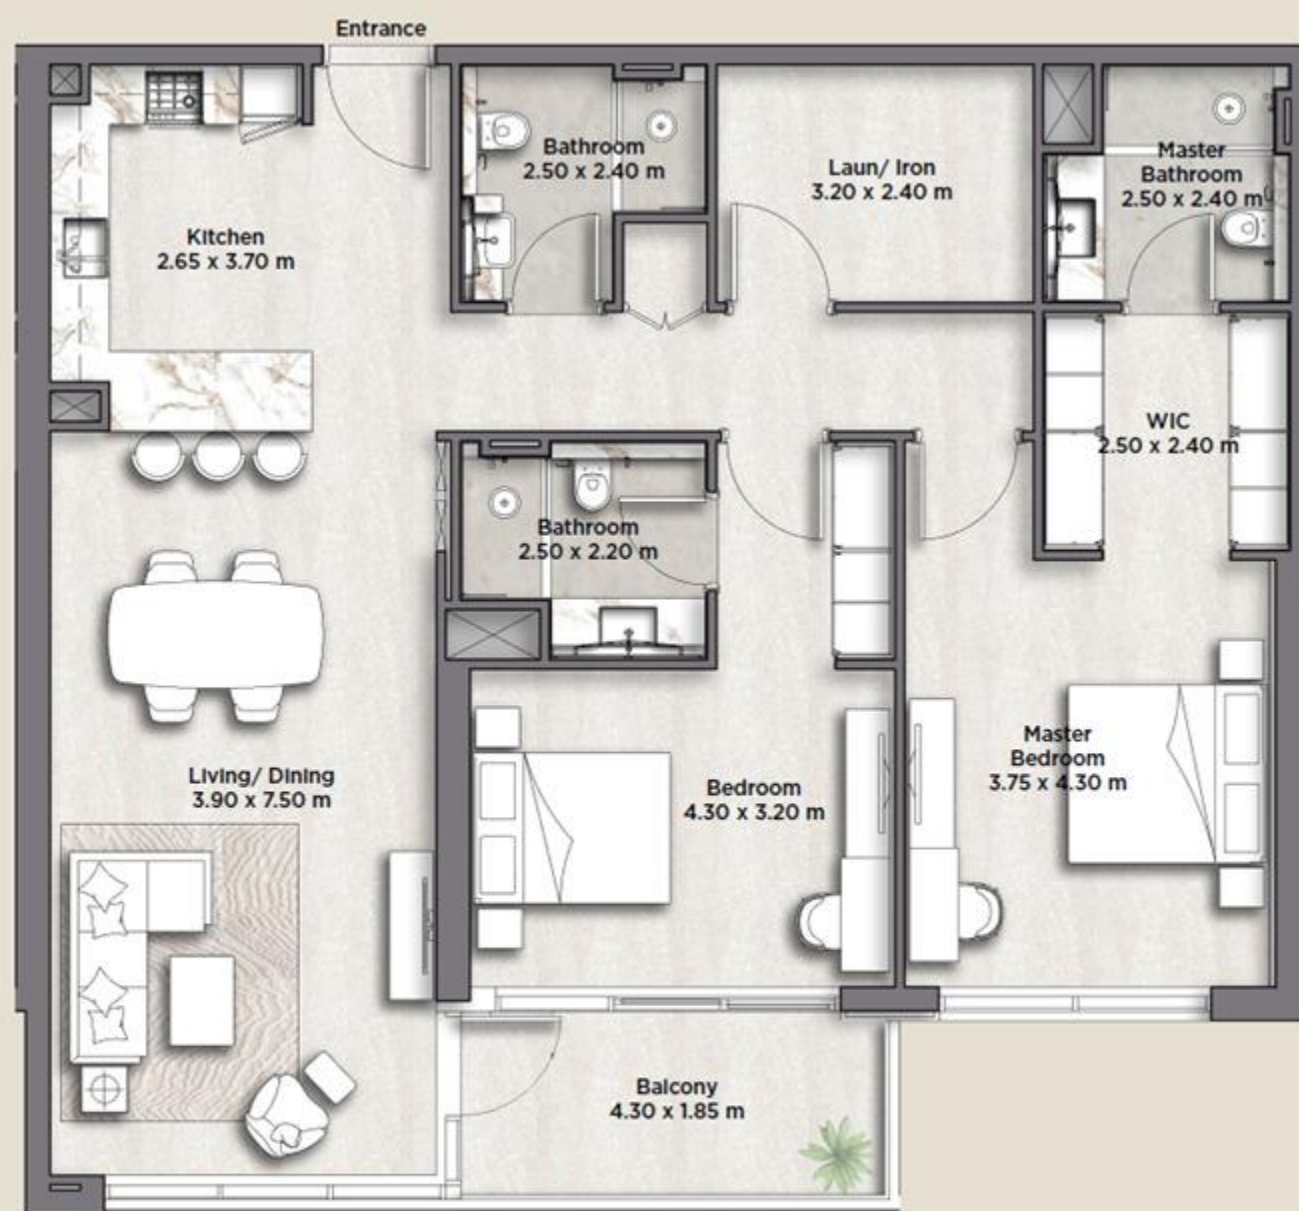 Entrance
Bathroom
2.50 x 2.40 m
Laun/ Iron
3.20 x 2.40 m
Master
Bathroom
2.50 x 2.40 m
Kitchen
2.65 x 3.70 m
WIC
2.50 x 2.40 m
Bathroom
2.50 x 2.20 m
Living/ Dining
3.90 x 7.50 m
Bedroom
4.30 x 3.20 m
Master
Bedroom
3.75 x 4.30 m
Balcony
4.30 x 1.85 m